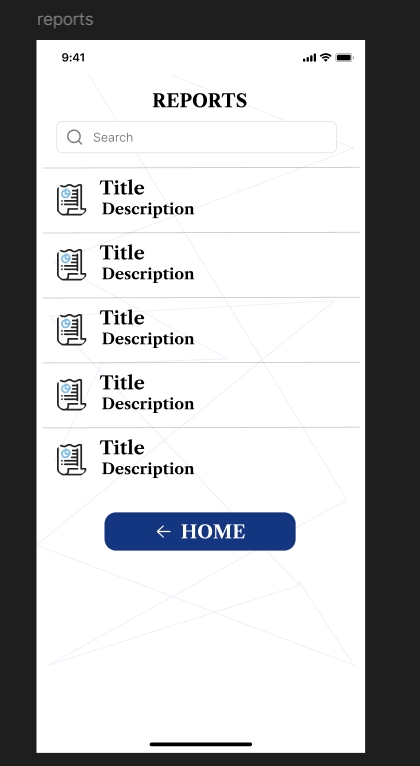 reports
9:41
REPORTS
Search
Title
Description
Title
Description
Title
Description
Title
Description
Title
Description
← HOME